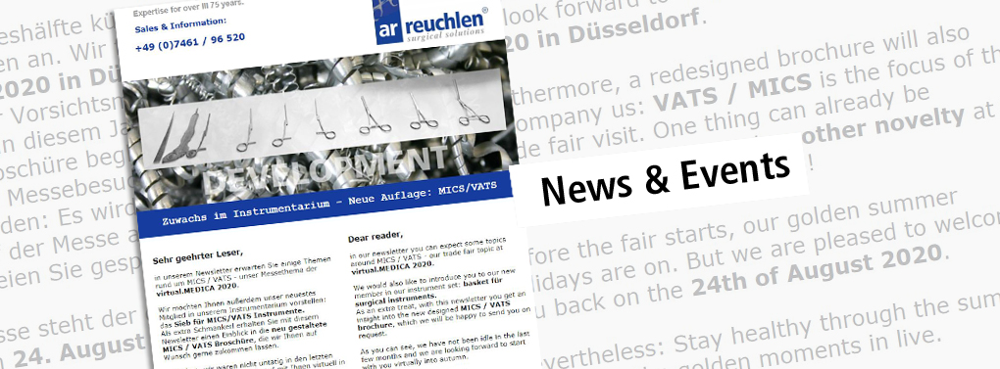 Expertise for over III 75 years.
Sales & Information:
+49 (0)7461 / 96 520
ar reuchlen®
surgical solutions
DEVELOPMENT
Zuwachs im Instrumentarium – Neue Auflage: MICS/VATS
Sehr geehrter Leser,
in unserem Newsletter erwarten Sie einige Themen
rund um MICS / VATS - unser Messethema der
virtual.MEDICA 2020.
Wir möchten Ihnen außerdem unser neuestes
Mitglied in unserem Instrumentarium vorstellen:
das Sieb für MICS/VATS Instrumente.
Als extra Schmankerl erhalten Sie mit diesem
Newsletter einen Einblick in die neu gestaltete
MICS / VATS Broschüre, die wir Ihnen auf
Wunsch gerne zukommen lassen.
waren nicht untätig in den letzten
mit Ihnen virtuell in
Dear reader,
in our newsletter you can expect some topics
around MICS / VATS - our trade fair topic at
virtual.MEDICA 2020.
We would also like to introduce you to our new
member in our instrument set: basket für
surgical instruments.
As an extra treat, with this newsletter you get an
insight into the new designed MICS / VATS
brochure, which we will be happy to send you on
request.
As you can see, we have not been idle in the last
few months and we are looking forward to start
with you virtually into autumn.
News & Events
eshälfte kü
en an. Wir
2020 in Dü
r Vorsichtsm
n diesem Ja
oschüre beg
Messebesuc
den: Es wird
der Messe a
eien Sie gesp
sse steht der
24. August
look forward to
20 in Düsseldorf.
thermore, a redesigned brochure will also
ompany us: VATS / MICS is the focus of th
de fair visit. One thing can already be
other novelty at
!
fore the fair starts, our golden summer
lidays are on. But we are pleased to welcom
u back on the 24th of August 2020.
evertheless: Stay healthy through the sum
golden moments in live.